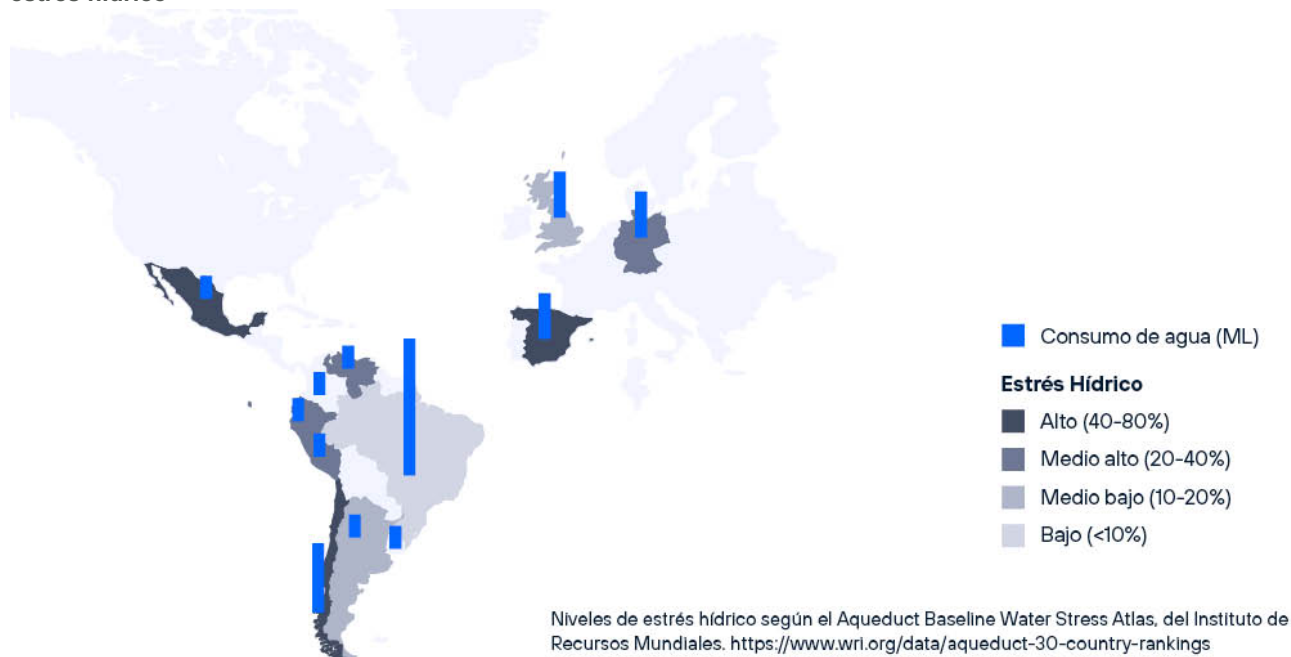 estrés hídrico
Consumo de agua (ML)
Estrés Hídrico
Alto (40-80%)
Medio alto (20-40%)
Medio bajo (10-20%)
Bajo (<10%)
Niveles de estrés hídrico según el Aqueduct Baseline Water Stress Atlas, del Instituto de
Recursos Mundiales. https://www.wri.org/data/aqueduct-30-country-rankings